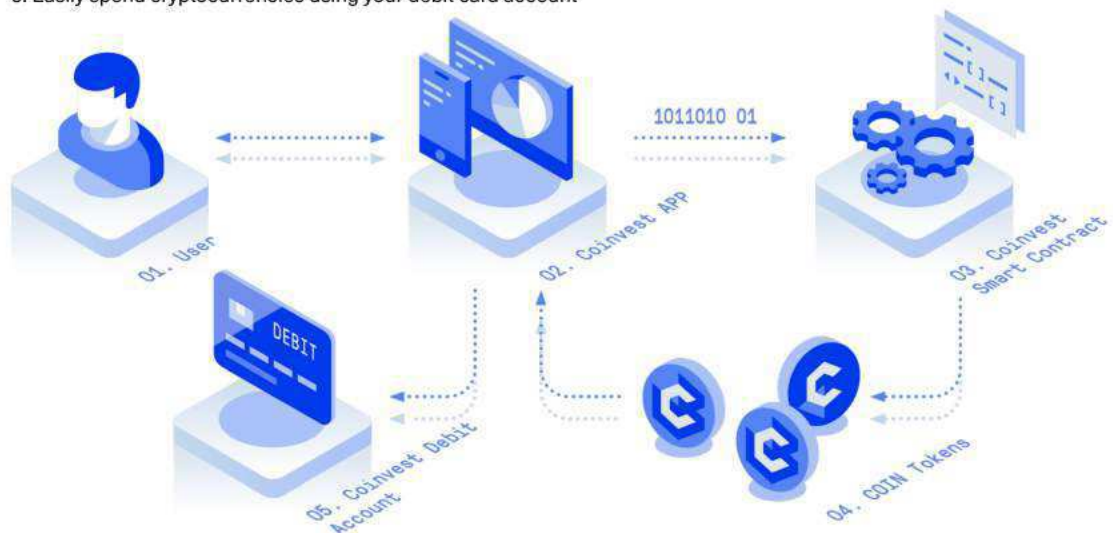 1011010 01
01. User
02. Coinvest APP
03. Coinvest
Smart Contract
DEBIT
04. COIN Tokens
05. Coinvest Debit
Account